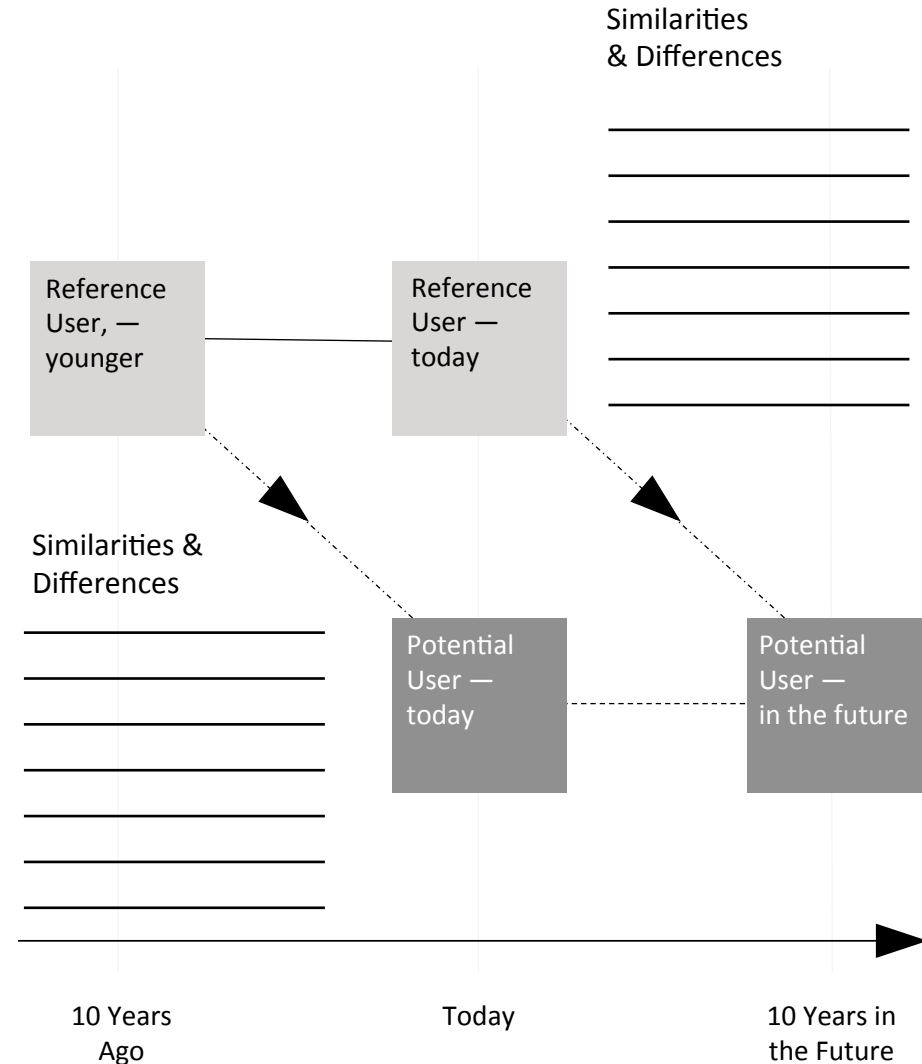 Similarities
& Differences
Reference
User, —
younger
Reference
User —
today
Similarities &
Differences
Potential
User —
today
Potential
User —
in the future
10 Years
Ago
Today
10 Years in
the Future